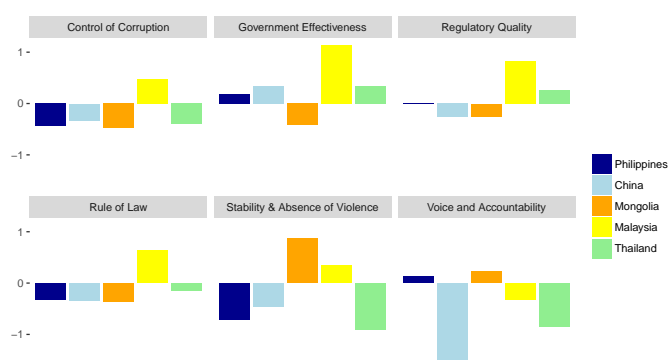 Control of Corruption
Government Effectiveness
Regulatory Quality
1
0
−1
Rule of Law
Stability & Absence of Violence
Voice and Accountability
1
0
−1
Philippines
China
Mongolia
Malaysia
Thailand